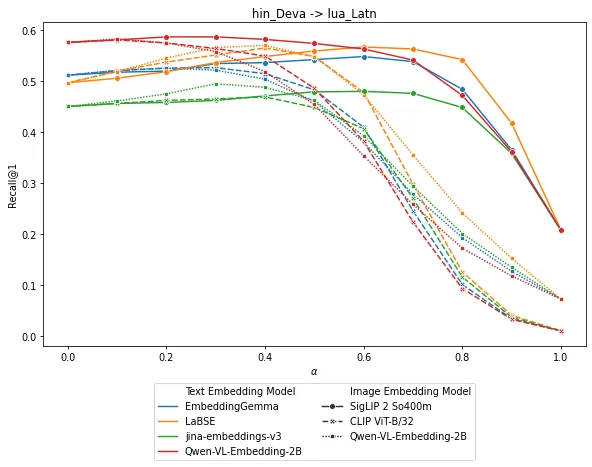 hin_Deva -> lua_Latn
0.6
0.5
0.4
0.3
0.2
0.1
0.0
Recall@1
0.0 0.2 0.4 0.6 0.8 1.0
α
Text Embedding Model Image Embedding Model
EmbeddingGemma SigLIP 2 So400m
LaBSE CLIP ViT-B/32
jina-embeddings-v3 Qwen-VL-Embedding-2B
Qwen-VL-Embedding-2B